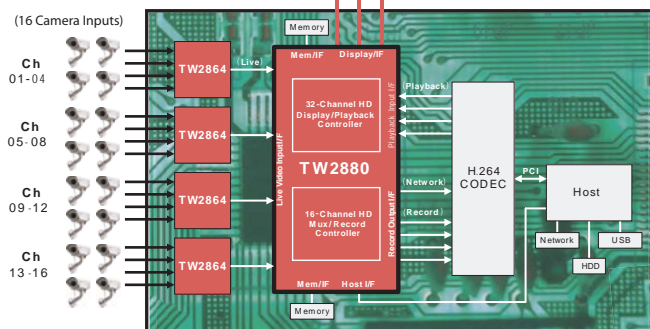 (16 Camera Inputs)
Ch
01-04
Ch
05-08
Ch
09-12
Ch
13-16
TW2864
TW2864
TW2864
TW2864
(Live)
Live Video Input I/F
Memory
Mem/IF
Display/IF
32-Channel HD
Display/Playback
Controller
TW2880
16-Channel HD
Mux/Record
Controller
Mem/IF
Host I/F
Memory
Playback Input I/F
Record Output I/F
(Playback)
(Network)
(Record)
H.264
CODEC
PCI
Host
Network
HDD
USB